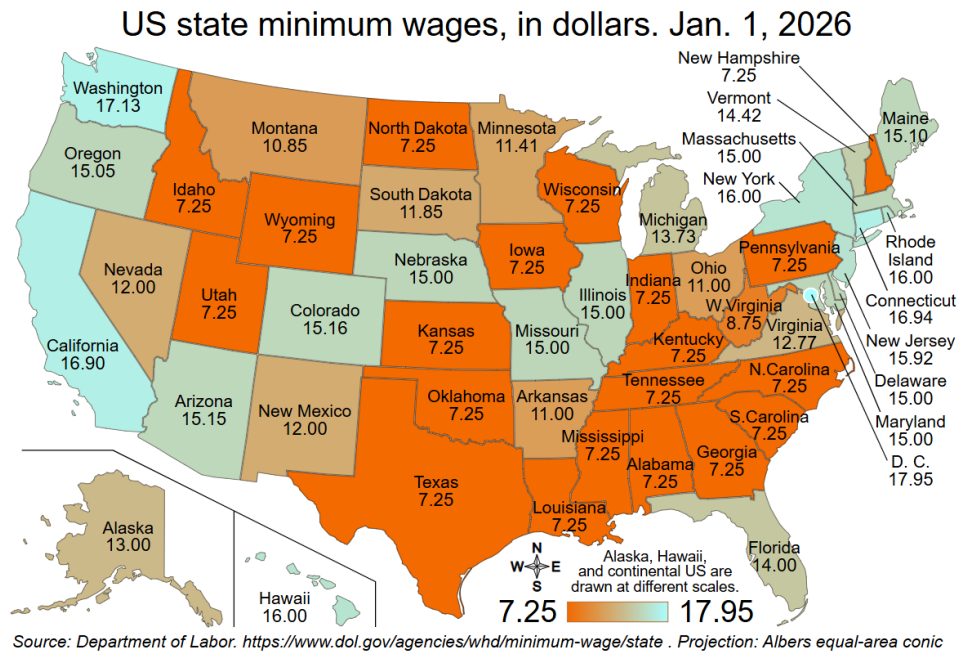 US state minimum wages, in dollars. Jan. 1, 2026
Washington
17.13
Oregon
15.05
California
16.90
Nevada
12.00
Idaho
7.25
Montana
10.85
Wyoming
7.25
Utah
7.25
Colorado
15.16
Arizona
15.15
New Mexico
12.00
North Dakota
7.25
South Dakota
11.85
Nebraska
15.00
Kansas
7.25
Oklahoma
7.25
Texas
7.25
Minnesota
11.41
Iowa
7.25
Missouri
15.00
Arkansas
11.00
Louisiana
7.25
Wisconsin
7.25
Illinois
15.00
Michigan
13.73
Indiana
7.25
Ohio
11.00
Kentucky
7.25
Tennessee
7.25
Mississippi
7.25
Alabama
7.25
Georgia
7.25
Florida
14.00
S.Carolina
7.25
N.Carolina
7.25
Virginia
12.77
W.Virginia
8.75
Pennsylvania
7.25
New Hampshire
7.25
Vermont
14.42
Massachusetts
15.00
New York
16.00
Maine
15.10
Rhode
Island
16.00
Connecticut
16.94
New Jersey
15.92
Delaware
15.00
Maryland
15.00
D. C.
17.95
Alaska
13.00
Hawaii
16.00
N
W E
S
Alaska, Hawaii,
and continental US are
drawn at different scales.
7.25 17.95
Source: Department of Labor. https://www.dol.gov/agencies/whd/minimum-wage/state . Projection: Albers equal-area conic